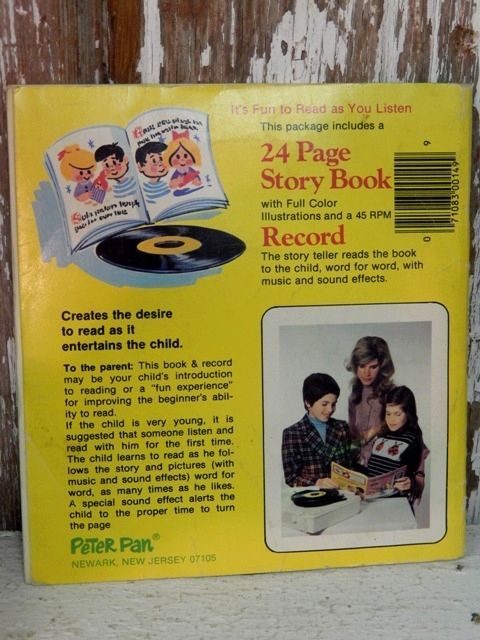 It's Fun to Read as You Listen
This package includes a
24 Page
Story Book
with Full Color
Illustrations and a 45 RPM
Record
The story teller reads the book
to the child, word for word, with
music and sound effects.
0 71083 00149 9
Creates the desire
to read as it
entertains the child.
To the parent: This book & record
may be your child's introduction
to reading or a "fun experience"
for improving the beginner's abil-
ity to read.
If the child is very young, it is
suggested that someone listen and
read with him for the first time.
The child learns to read as he fol-
lows the story and pictures (with
music and sound effects) word for
word, as many times as he likes.
A special sound effect alerts the
child to the proper time to turn
the page
PETER PAN®
NEWARK, NEW JERSEY 07105